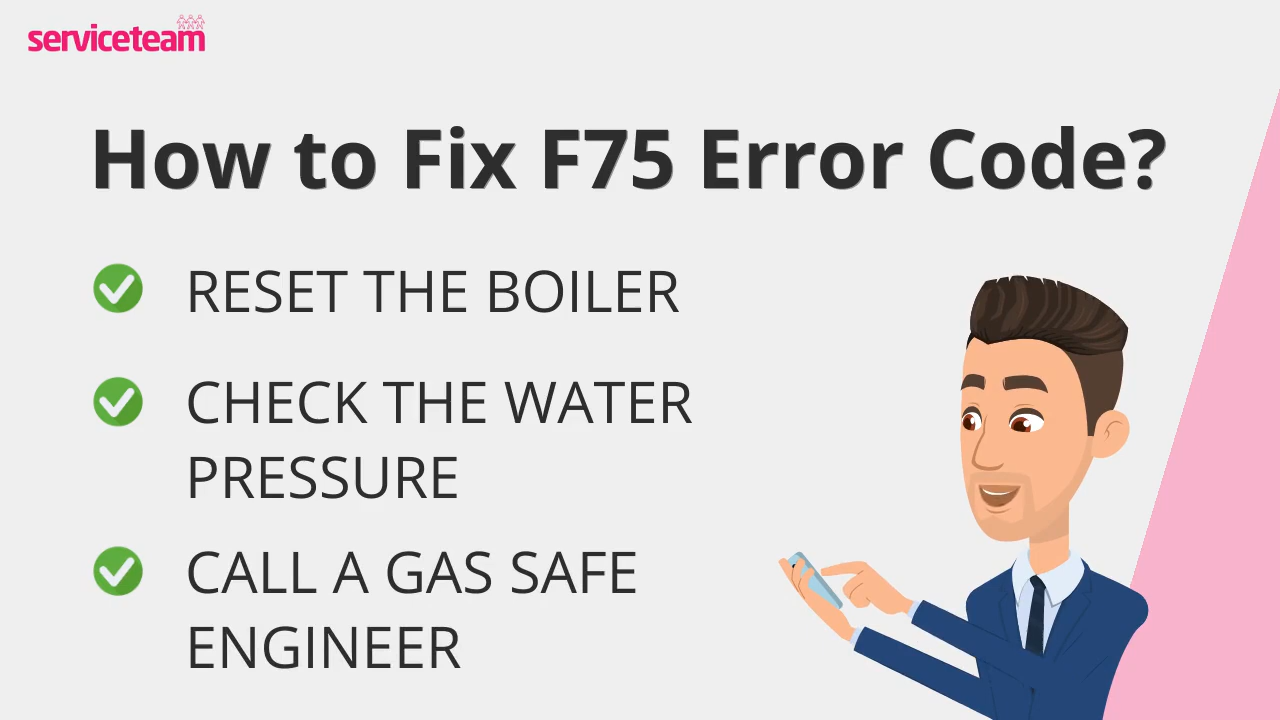 serviceteam
How to Fix F75 Error Code?
RESET THE BOILER
CHECK THE WATER
PRESSURE
CALL A GAS SAFE
ENGINEER